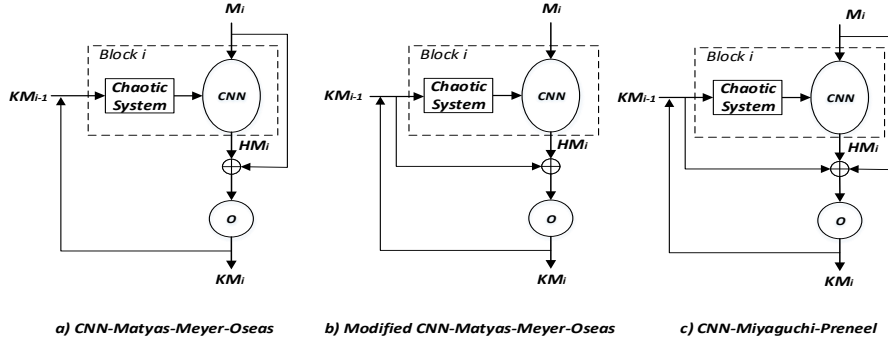 Mi
Block i
KMi-1
Chaotic
System
CNN
HMi
O
KMi
a) CNN-Matyas-Meyer-Oseas
Mi
Block i
KMi-1
Chaotic
System
CNN
HMi
O
KMi
b) Modified CNN-Matyas-Meyer-Oseas
Mi
Block i
KMi-1
Chaotic
System
CNN
HMi
O
KMi
c) CNN-Miyaguchi-Preneel